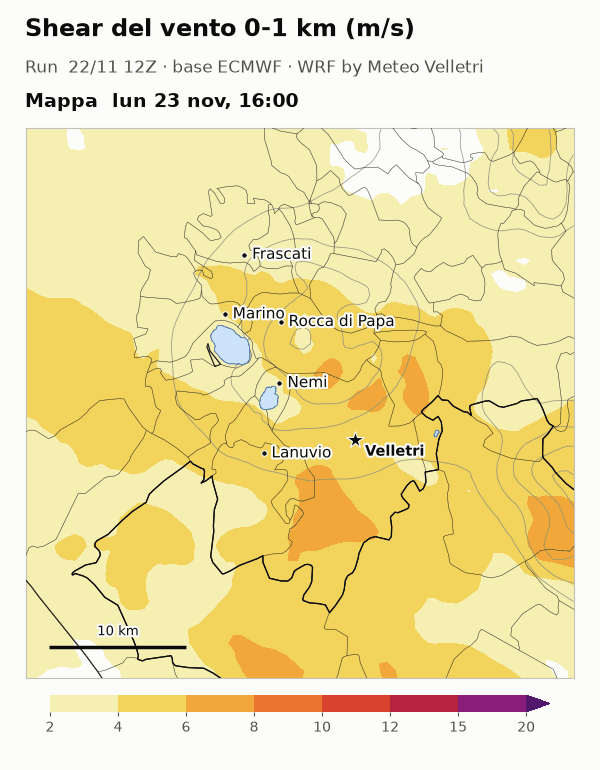 Shear del vento 0-1 km (m/s)
Run  22/11 12Z · base ECMWF · WRF by Meteo Velletri
Mappa  lun 23 nov, 16:00
Frascati
Marino
Rocca di Papa
Nemi
Velletri
Lanuvio
10 km
2 4 6 8 10 12 15 20